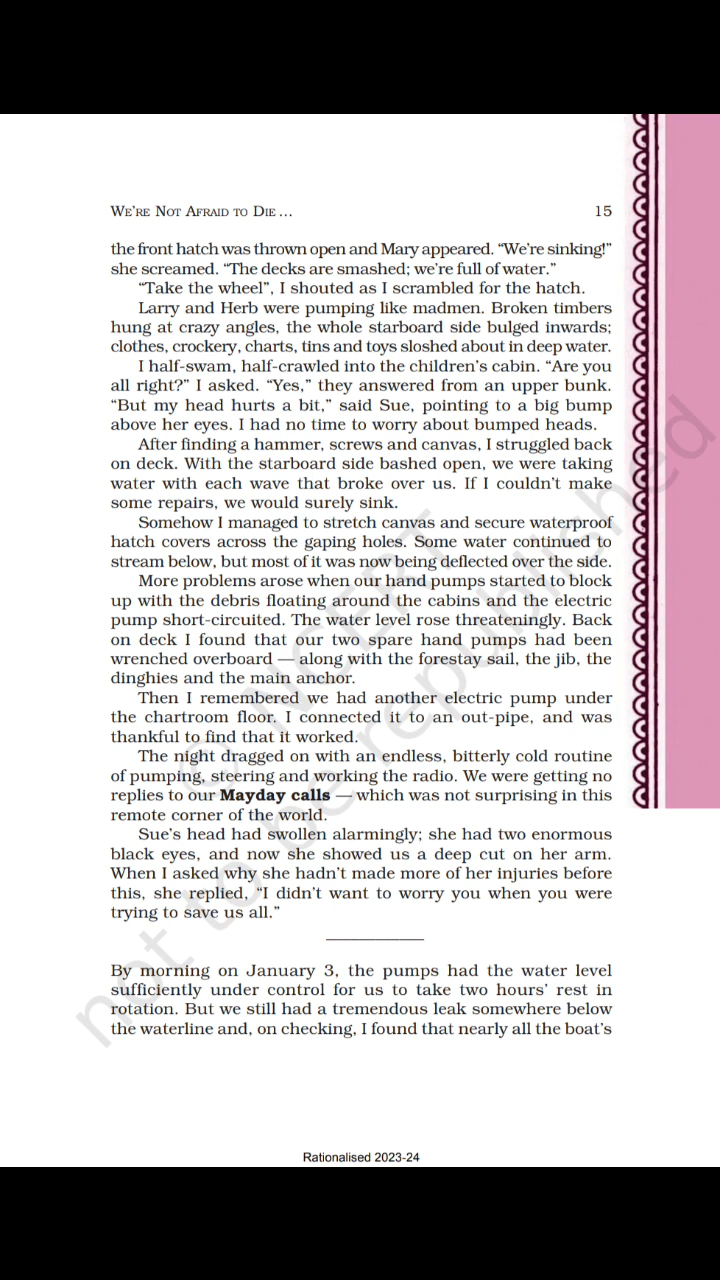 WE'RE NOT AFRAID TO DIE ... 15
the front hatch was thrown open and Mary appeared. “We’re sinking!”
she screamed. “The decks are smashed; we’re full of water.”
“Take the wheel”, I shouted as I scrambled for the hatch.
Larry and Herb were pumping like madmen. Broken timbers
hung at crazy angles, the whole starboard side bulged inwards;
clothes, crockery, charts, tins and toys sloshed about in deep water.
I half-swam, half-crawled into the children’s cabin. “Are you
all right?” I asked. “Yes,” they answered from an upper bunk.
“But my head hurts a bit,” said Sue, pointing to a big bump
above her eyes. I had no time to worry about bumped heads.
After finding a hammer, screws and canvas, I struggled back
on deck. With the starboard side bashed open, we were taking
water with each wave that broke over us. If I couldn’t make
some repairs, we would surely sink.
Somehow I managed to stretch canvas and secure waterproof
hatch covers across the gaping holes. Some water continued to
stream below, but most of it was now being deflected over the side.
More problems arose when our hand pumps started to block
up with the debris floating around the cabins and the electric
pump short-circuited. The water level rose threateningly. Back
on deck I found that our two spare hand pumps had been
wrenched overboard — along with the forestay sail, the jib, the
dinghies and the main anchor.
Then I remembered we had another electric pump under
the chartroom floor. I connected it to an out-pipe, and was
thankful to find that it worked.
The night dragged on with an endless, bitterly cold routine
of pumping, steering and working the radio. We were getting no
replies to our Mayday calls — which was not surprising in this
remote corner of the world.
Sue’s head had swollen alarmingly; she had two enormous
black eyes, and now she showed us a deep cut on her arm.
When I asked why she hadn’t made more of her injuries before
this, she replied, “I didn’t want to worry you when you were
trying to save us all.”
By morning on January 3, the pumps had the water level
sufficiently under control for us to take two hours’ rest in
rotation. But we still had a tremendous leak somewhere below
the waterline and, on checking, I found that nearly all the boat’s
© NCERT
not to be republished
Rationalised 2023-24